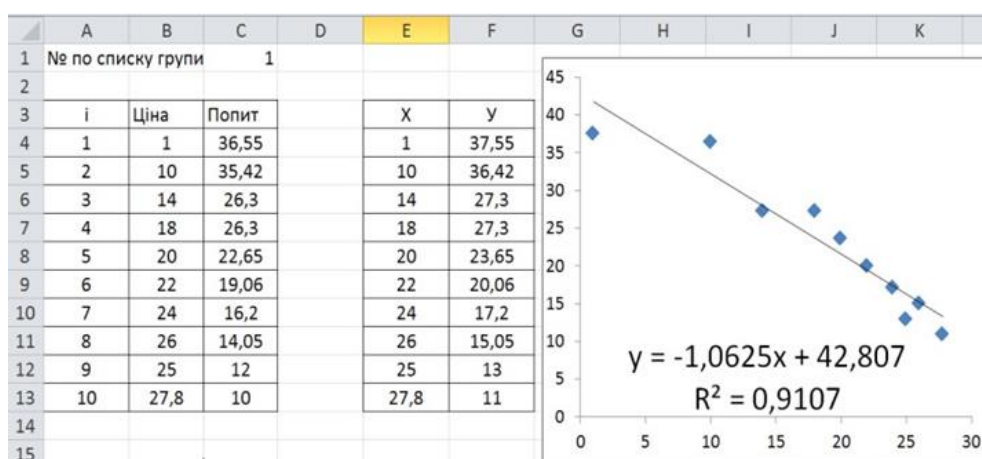 A B C D E F G H I J K
1 № по списку групи 1
2
3 i Ціна Попит X У
4 1 1 36,55 1 37,55
5 2 10 35,42 10 36,42
6 3 14 26,3 14 27,3
7 4 18 26,3 18 27,3
8 5 20 22,65 20 23,65
9 6 22 19,06 22 20,06
10 7 24 16,2 24 17,2
11 8 26 14,05 26 15,05
12 9 25 12 25 13
13 10 27,8 10 27,8 11
14
15
45
40
35
30
25
20
15
10
5
0
y = -1,0625x + 42,807
R² = 0,9107
0 5 10 15 20 25 30